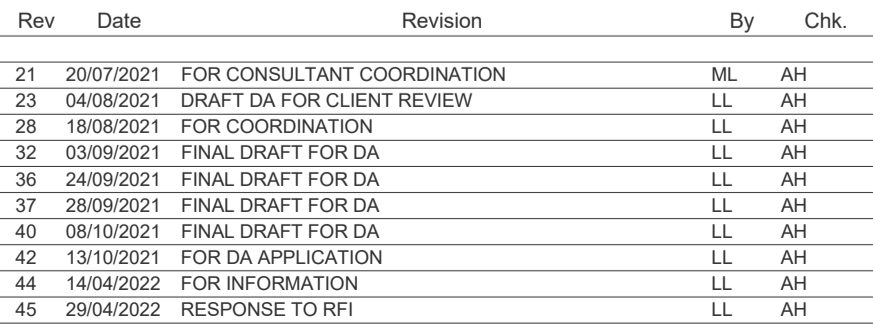 Rev Date Revision By Chk.
21 20/07/2021 FOR CONSULTANT COORDINATION ML AH
23 04/08/2021 DRAFT DA FOR CLIENT REVIEW LL AH
28 18/08/2021 FOR COORDINATION LL AH
32 03/09/2021 FINAL DRAFT FOR DA LL AH
36 24/09/2021 FINAL DRAFT FOR DA LL AH
37 28/09/2021 FINAL DRAFT FOR DA LL AH
40 08/10/2021 FINAL DRAFT FOR DA LL AH
42 13/10/2021 FOR DA APPLICATION LL AH
44 14/04/2022 FOR INFORMATION LL AH
45 29/04/2022 RESPONSE TO RFI LL AH